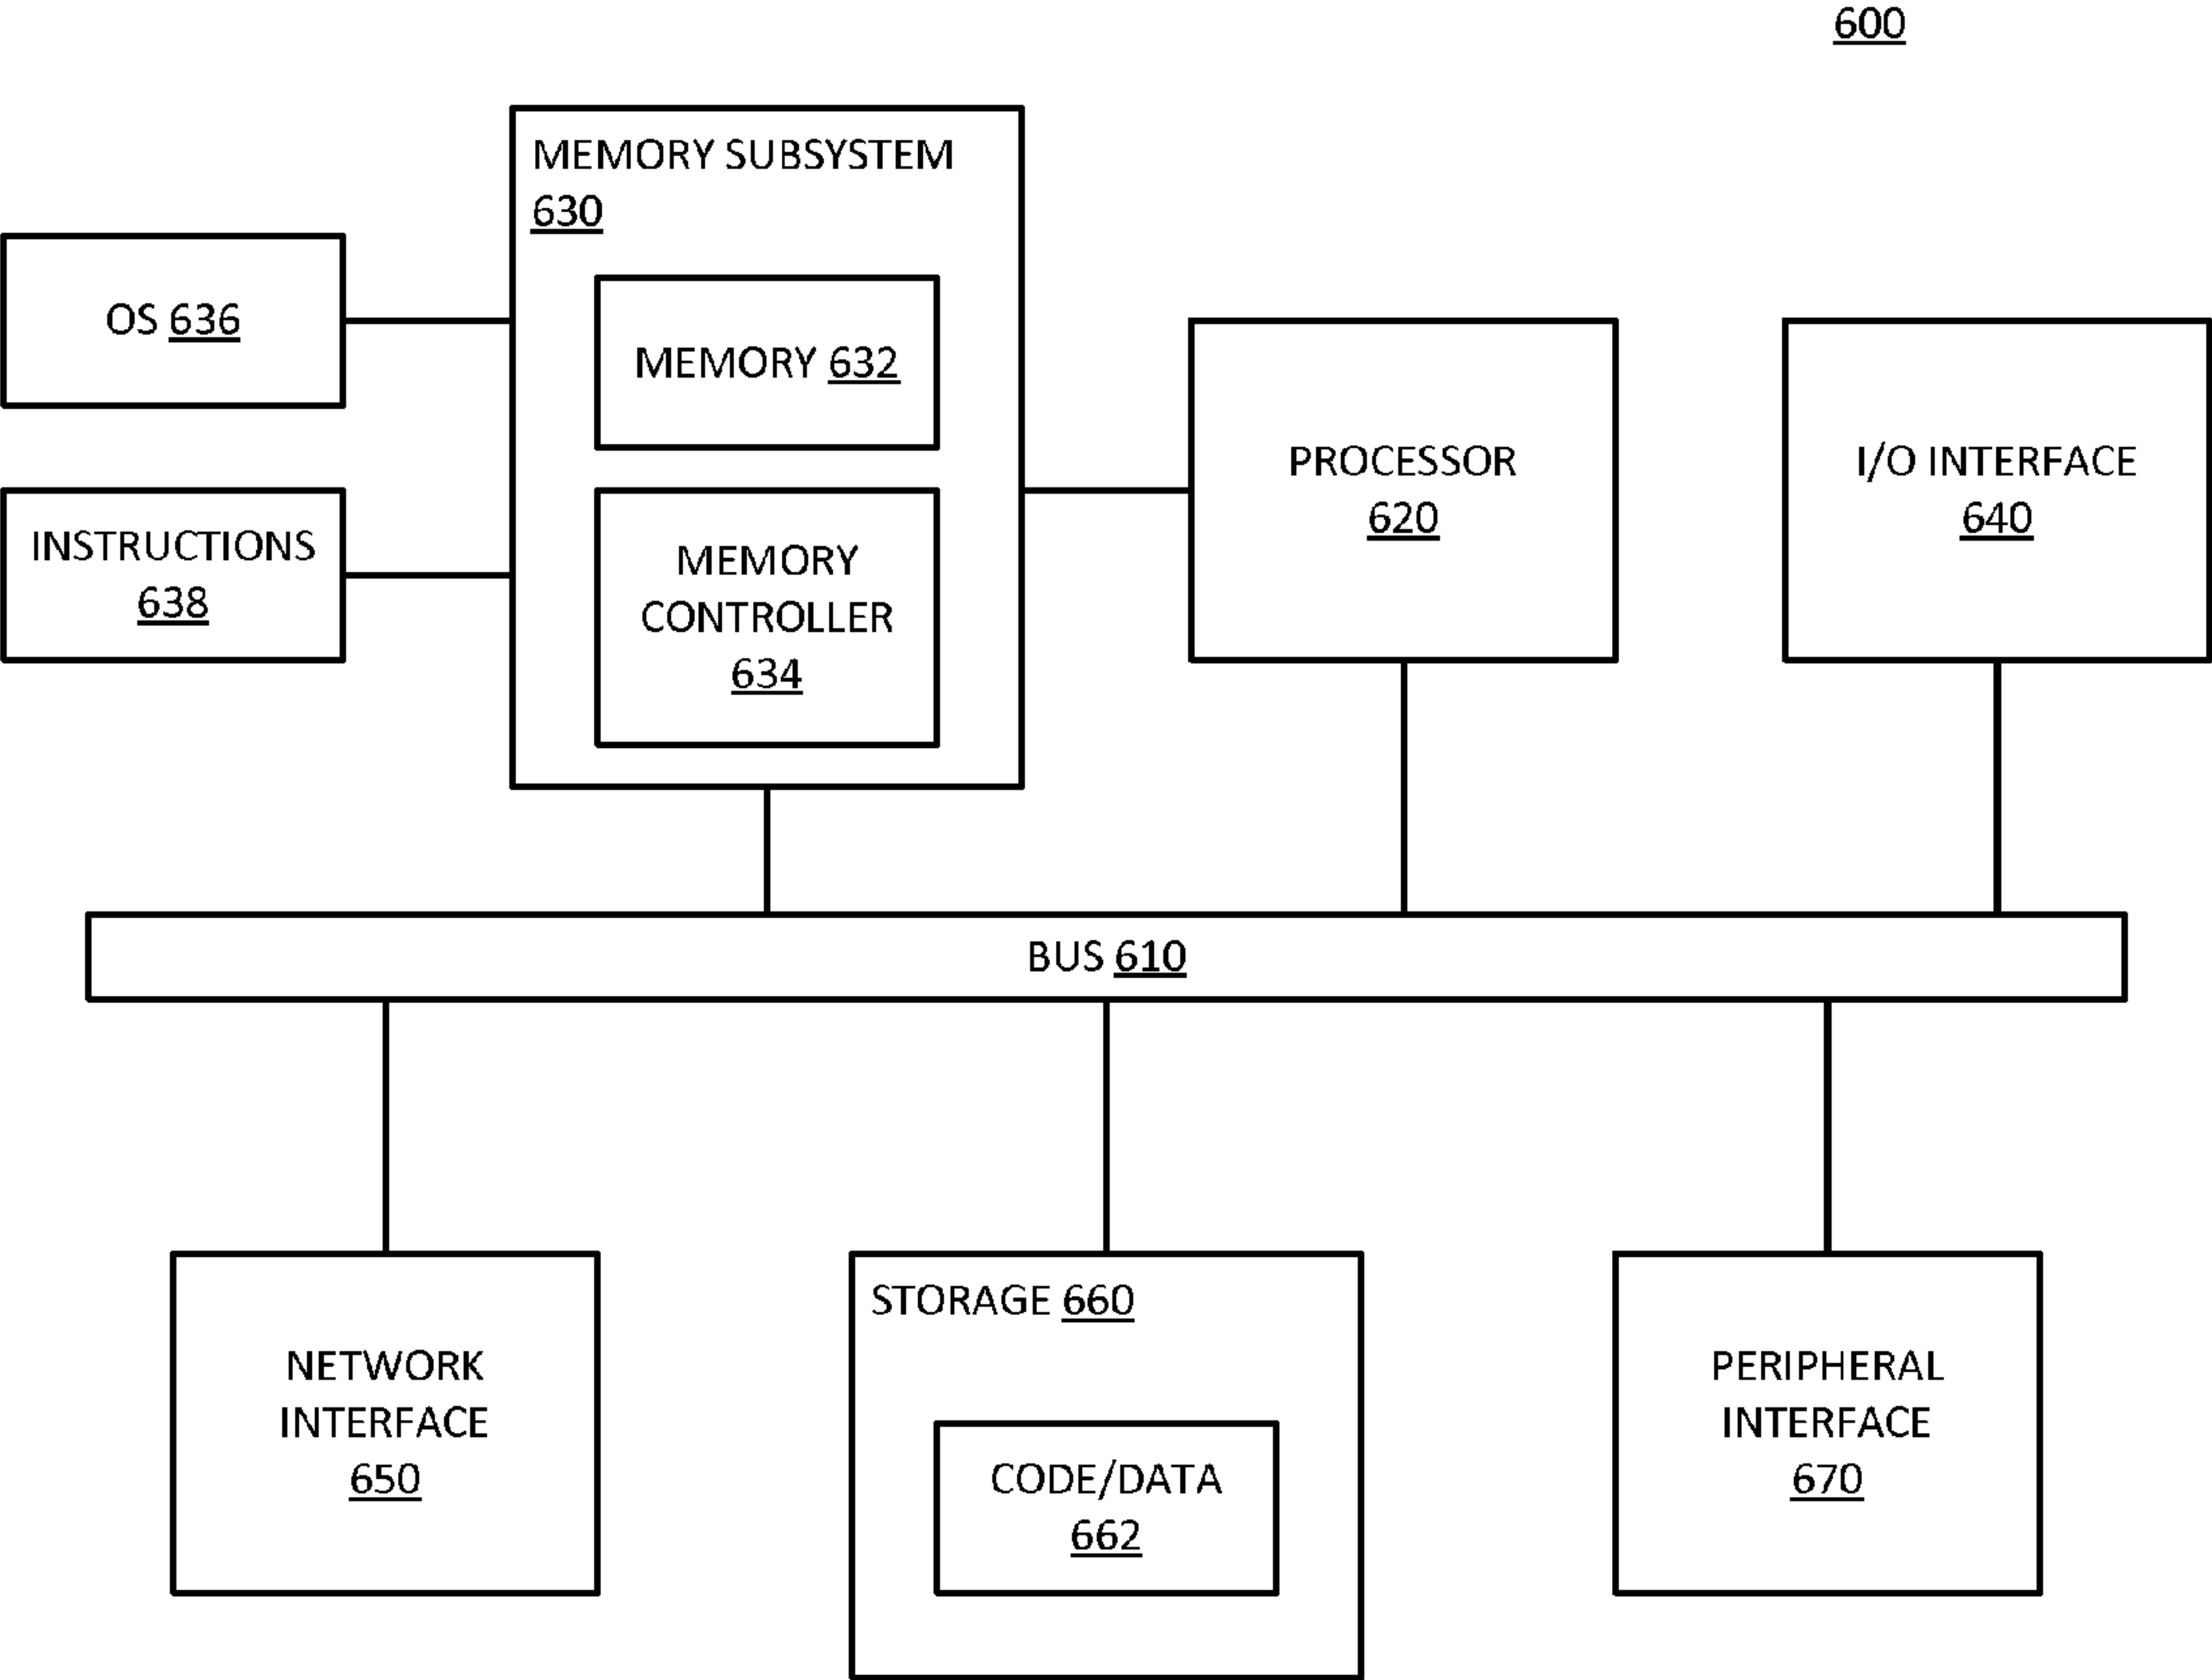 600
MEMORY SUBSYSTEM
630
OS 636
MEMORY 632
INSTRUCTIONS
638
MEMORY
CONTROLLER
634
PROCESSOR
620
I/O INTERFACE
640
BUS 610
NETWORK
INTERFACE
650
STORAGE 660
CODE/DATA
662
PERIPHERAL
INTERFACE
670